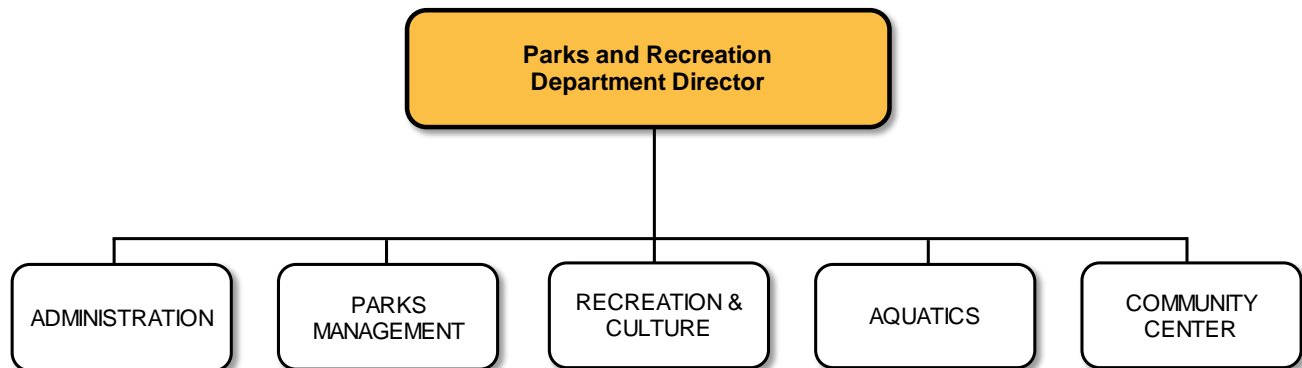 Parks and Recreation
Department Director
ADMINISTRATION
PARKS
MANAGEMENT
RECREATION &
CULTURE
AQUATICS
COMMUNITY
CENTER